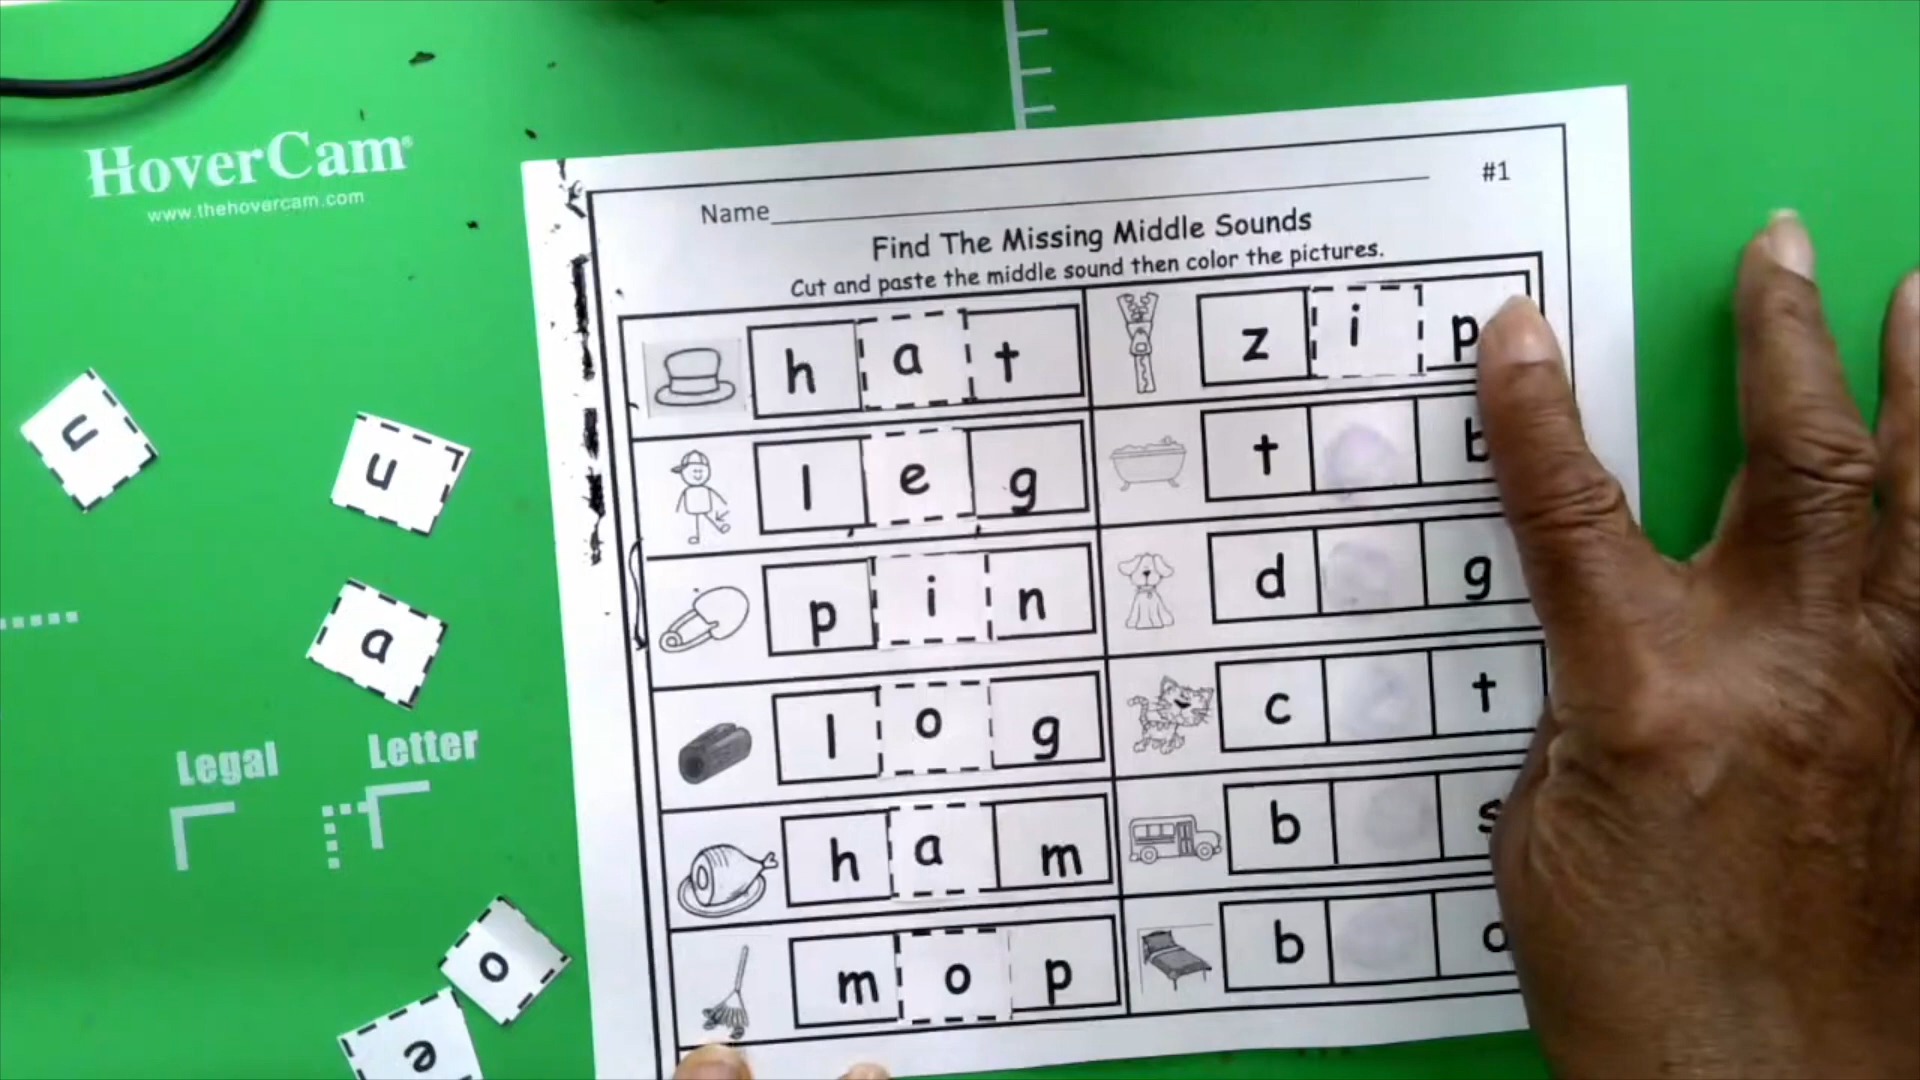 HoverCam®
www.thehovercam.com
Name
#1
Find The Missing Middle Sounds
Cut and paste the middle sound then color the pictures.
h a t
z i p
l e g
t b
p i n
d g
l o g
c t
h a m
b s
m o p
b
u
u
a
Legal
Letter
o
e